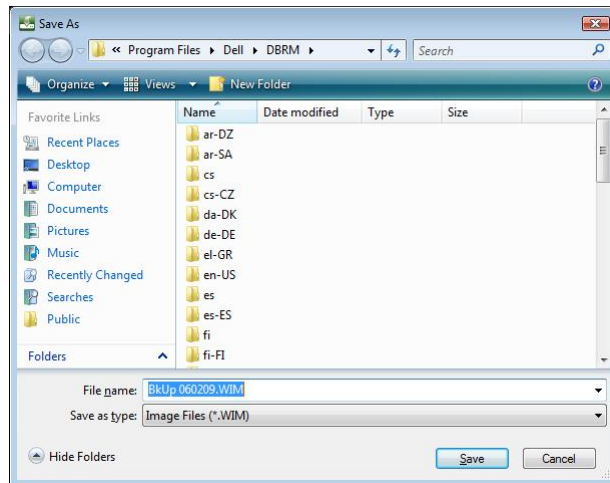 Save As
« Program Files ▸ Dell ▸ DBRM ▸ Search
Organize Views New Folder
Favorite Links
Recent Places
Desktop
Computer
Documents
Pictures
Music
Recently Changed
Searches
Public
Folders
Name Date modified Type Size
ar-DZ
ar-SA
cs
cs-CZ
da-DK
de-DE
el-GR
en-US
es
es-ES
fi
fi-FI
File name: BkUp 060209.WIM
Save as type: Image Files (*.WIM)
Hide Folders Save Cancel